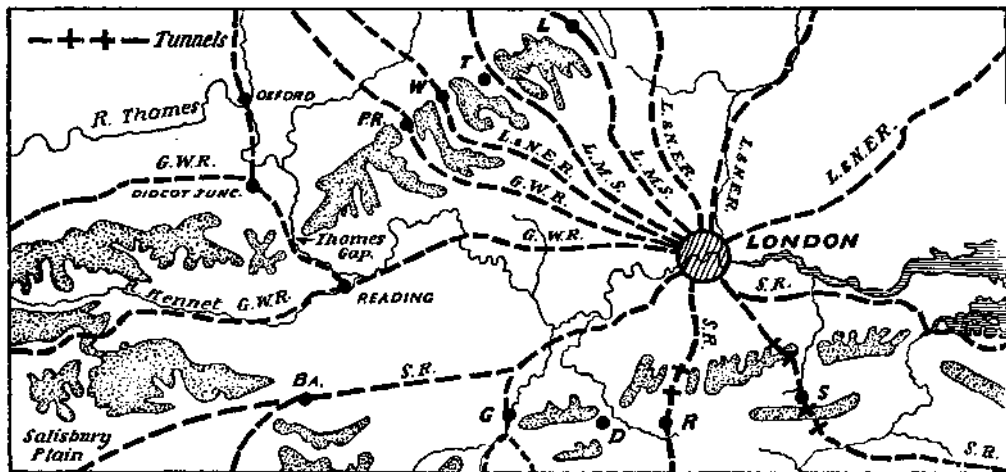 Tunnels
L
T
W
OXFORD
R. Thames
P.R.
L & N.E.R.
L & N.E.R.
L & N.E.R.
L & N.E.R.
L.M.S.
L.M.S.
G.W.R.
G.W.R.
DIDCOT JUNC.
Thames
Gap.
G.W.R.
LONDON
Kennet
G.W.R.
READING
S.R.
S.R.
BA.
S.R.
G
D
R
S
Salisbury
Plain
S.R.